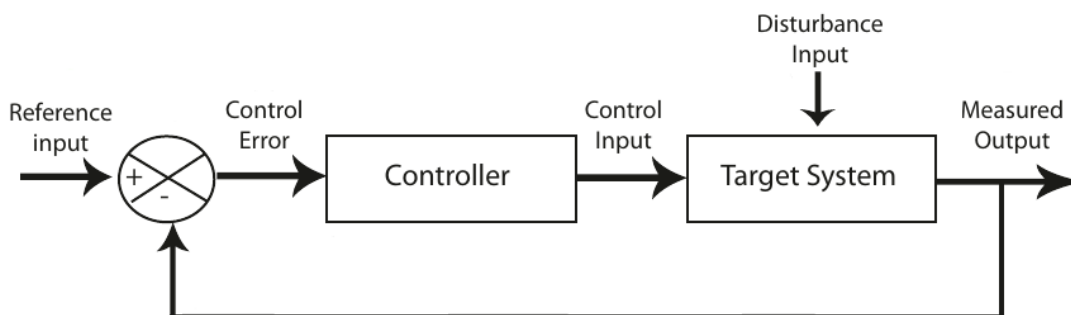 Disturbance
Input
Reference
input
Control
Error
Control
Input
Measured
Output
+
-
Controller
Target System